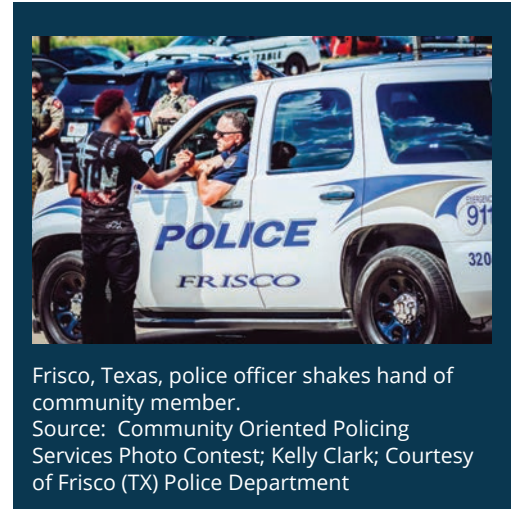 POLICE
FRISCO
EMERGENCY
911
320
Frisco, Texas, police officer shakes hand of
community member.
Source: Community Oriented Policing
Services Photo Contest; Kelly Clark; Courtesy
of Frisco (TX) Police Department